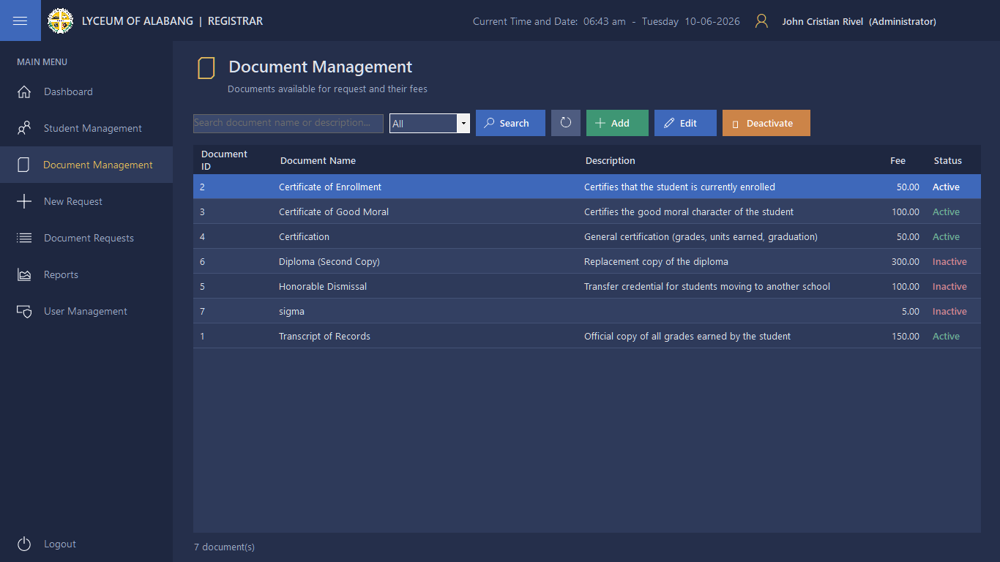 LYCEUM OF ALABANG | REGISTRAR
Current Time and Date: 06:43 am - Tuesday 10-06-2026
John Cristian Rivel (Administrator)
MAIN MENU
Dashboard
Student Management
Document Management
New Request
Document Requests
Reports
User Management
Logout
Document Management
Documents available for request and their fees
Search document name or description...
All
Search
Add
Edit
Deactivate
Document ID Document Name Description Fee Status
2 Certificate of Enrollment Certifies that the student is currently enrolled 50.00 Active
3 Certificate of Good Moral Certifies the good moral character of the student 100.00 Active
4 Certification General certification (grades, units earned, graduation) 50.00 Active
6 Diploma (Second Copy) Replacement copy of the diploma 300.00 Inactive
5 Honorable Dismissal Transfer credential for students moving to another school 100.00 Inactive
7 sigma 5.00 Inactive
1 Transcript of Records Official copy of all grades earned by the student 150.00 Active
7 document(s)